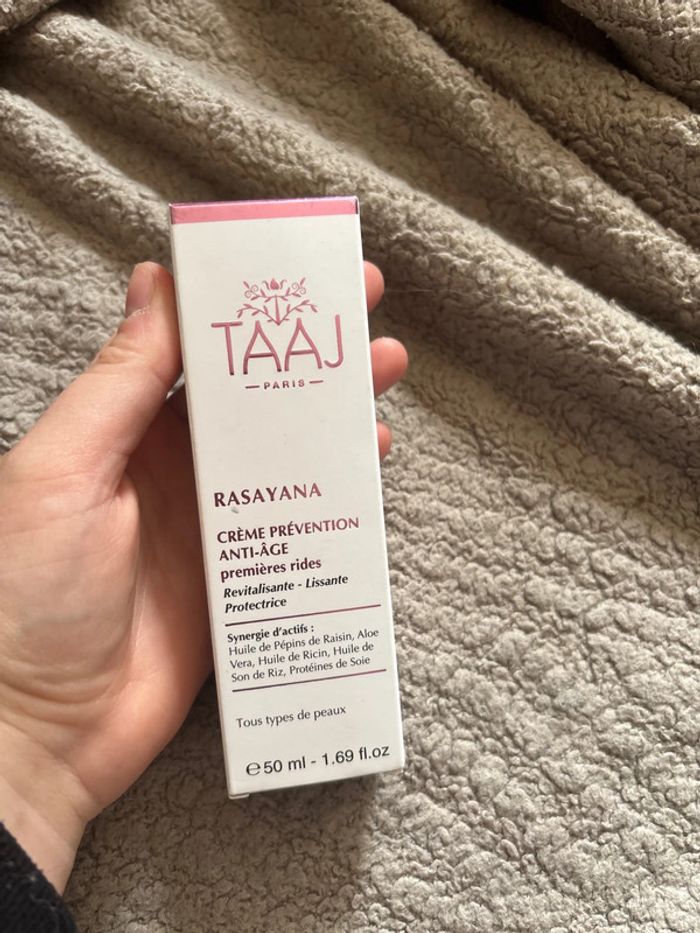 TAAJ
— PARIS —
RASAYANA
CRÈME PRÉVENTION
ANTI-ÂGE
premières rides
Revitalisante - Lissante
Protectrice
Synergie d'actifs :
Huile de Pépins de Raisin, Aloe
Vera, Huile de Ricin, Huile de
Son de Riz, Protéines de Soie
Tous types de peaux
℮50 ml - 1.69 fl.oz